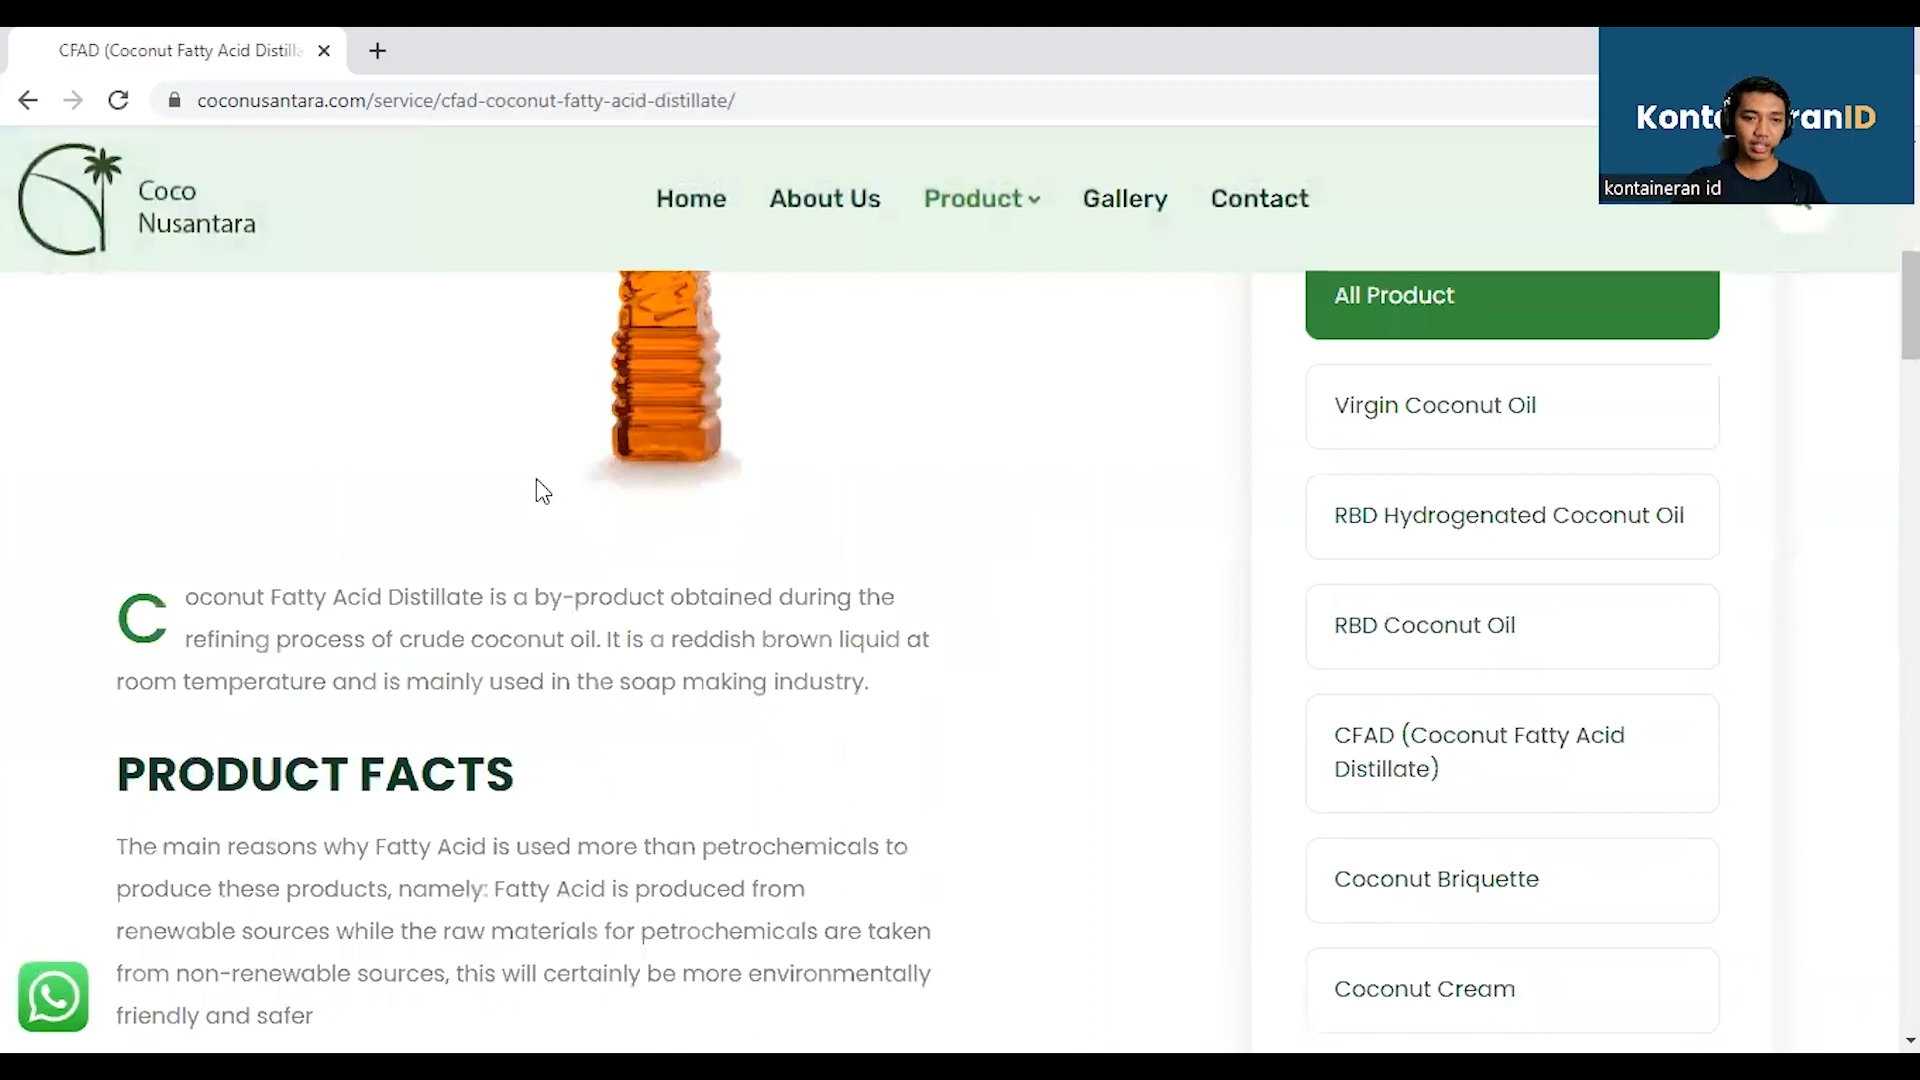 CFAD (Coconut Fatty Acid Distilla
coconusantara.com/service/cfad-coconut-fatty-acid-distillate/
KontaineranID
kontaineran id
Coco
Nusantara
Home
About Us
Product
Gallery
Contact
All Product
Virgin Coconut Oil
RBD Hydrogenated Coconut Oil
RBD Coconut Oil
CFAD (Coconut Fatty Acid
Distillate)
Coconut Briquette
Coconut Cream
Coconut Fatty Acid Distillate is a by-product obtained during the
refining process of crude coconut oil. It is a reddish brown liquid at
room temperature and is mainly used in the soap making industry.
PRODUCT FACTS
The main reasons why Fatty Acid is used more than petrochemicals to
produce these products, namely: Fatty Acid is produced from
renewable sources while the raw materials for petrochemicals are taken
from non-renewable sources, this will certainly be more environmentally
friendly and safer